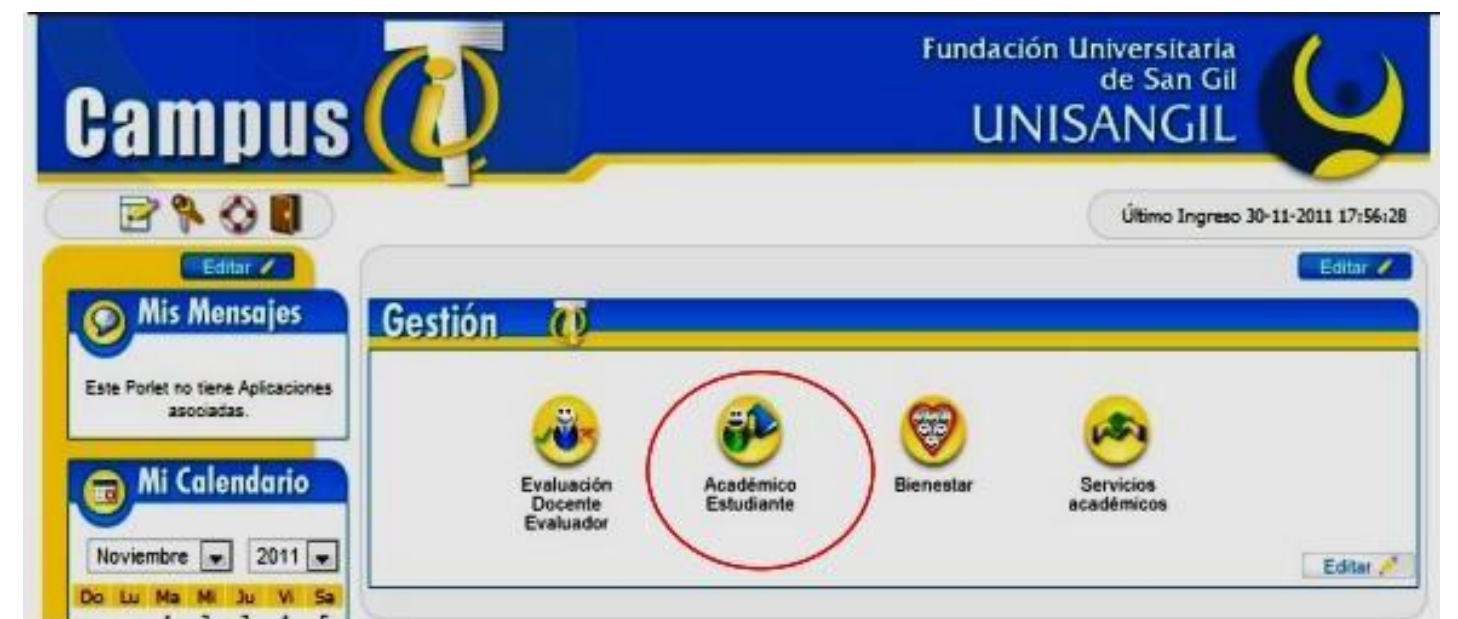 Campus
Fundación Universitaria
de San Gil
UNISANGIL
Último Ingreso 30-11-2011 17:56:28
Editar
Mis Mensajes
Este Porlet no tiene Aplicaciones
asociadas.
Mi Calendario
Noviembre 2011
Do Lu Ma Mi Ju Vi Sa
Editar
Gestión
Evaluación
Docente
Evaluador
Académico
Estudiante
Bienestar
Servicios
académicos
Editar